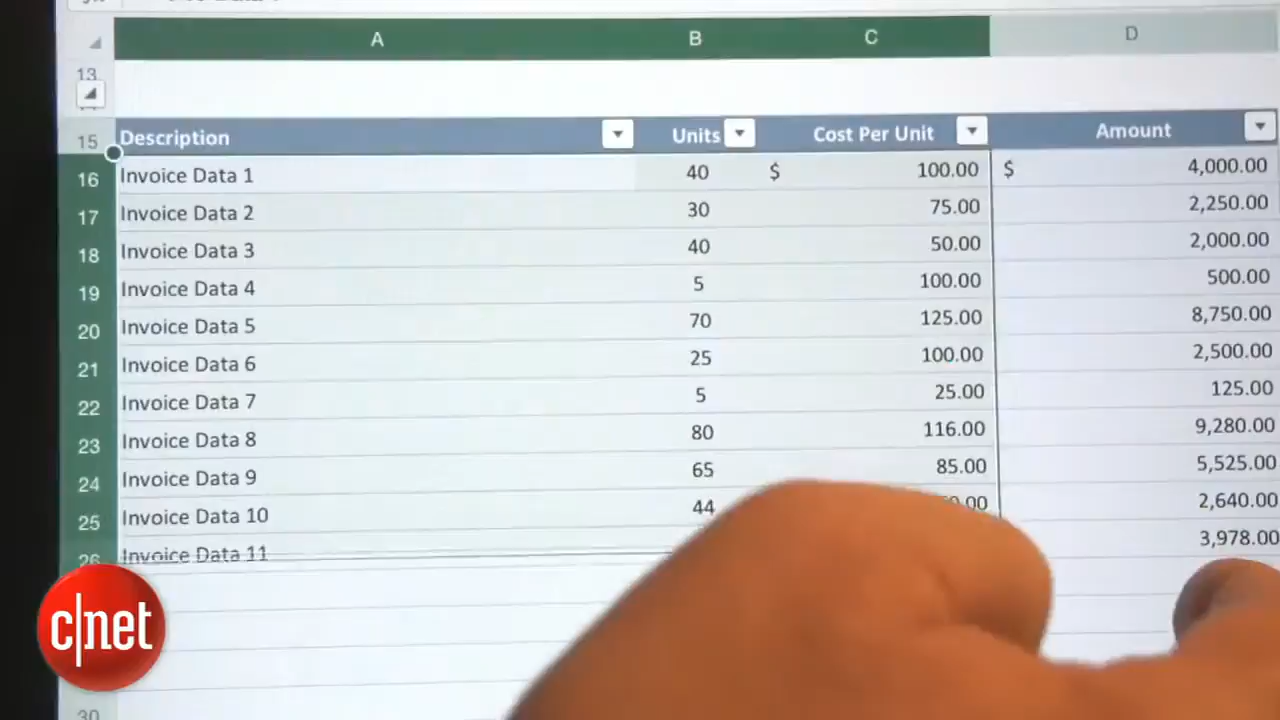 A B C D
13
15 Description Units Cost Per Unit Amount
16 Invoice Data 1 40 $ 100.00 $ 4,000.00
17 Invoice Data 2 30 75.00 2,250.00
18 Invoice Data 3 40 50.00 2,000.00
19 Invoice Data 4 5 100.00 500.00
20 Invoice Data 5 70 125.00 8,750.00
21 Invoice Data 6 25 100.00 2,500.00
22 Invoice Data 7 5 25.00 125.00
23 Invoice Data 8 80 116.00 9,280.00
24 Invoice Data 9 65 85.00 5,525.00
25 Invoice Data 10 44 2,640.00
26 Invoice Data 11 3,978.00
c|net
30